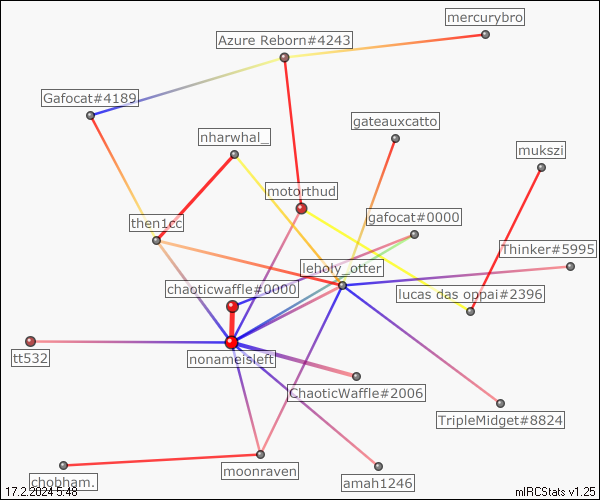 mercurybro
Azure Reborn#4243
Gafocat#4189
gateauxcatto
nharwhal_
mukszi
motorthud
gafocat#0000
then1cc
Thinker#5995
leholy_otter
chaoticwaffle#0000
lucas das oppai#2396
tt532
nonameisleft
ChaoticWaffle#2006
TripleMidget#8824
moonraven
chobham.
amah1246
17.2.2024 5:48
mIRCStats v1.25